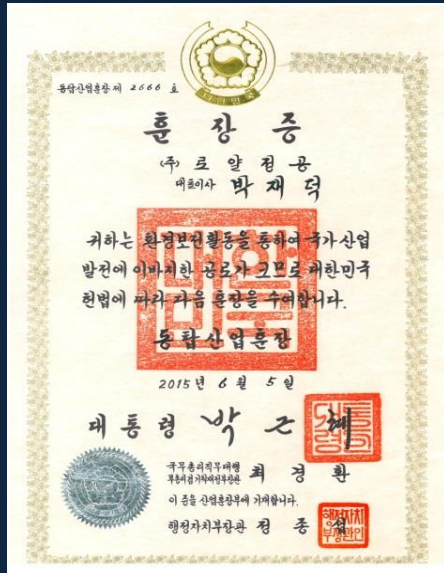 대한민국
동탑산업훈장 제 2666 호
훈장증
(주) 로얄정공
대표이사 박재덕
귀하는 환경보전활동을 통하여 국가산업
발전에 이바지한 공로가 크므로 대한민국
헌법에 따라 다음 훈장을 수여합니다.
동탑산업훈장
2015년 6월 5일
대통령 박근혜
국무총리직무대행
부총리겸기획재정부장관 최경환
이 증을 산업훈장부에 기재합니다.
행정자치부장관 정종섭